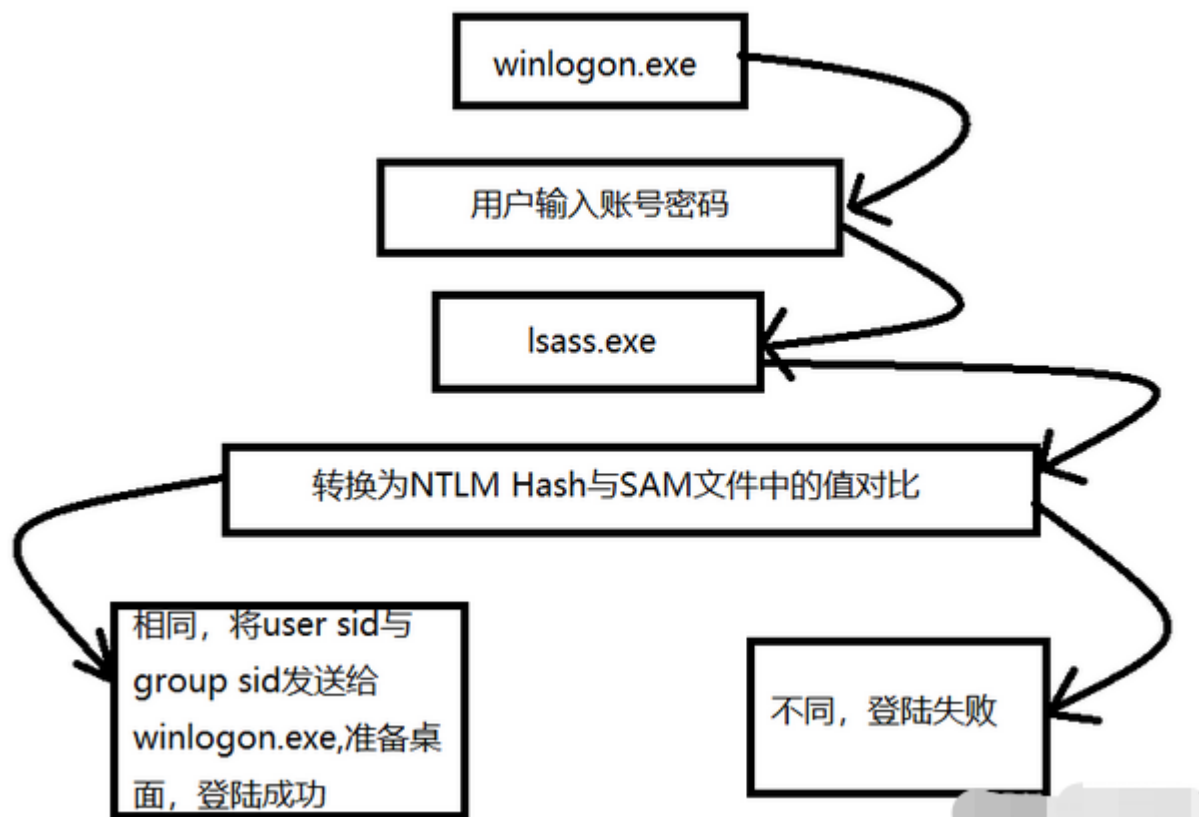 winlogon.exe
用户输入账号密码
lsass.exe
转换为NTLM Hash与SAM文件中的值对比
相同，将user sid与
group sid发送给
winlogon.exe,准备桌
面，登陆成功
不同，登陆失败